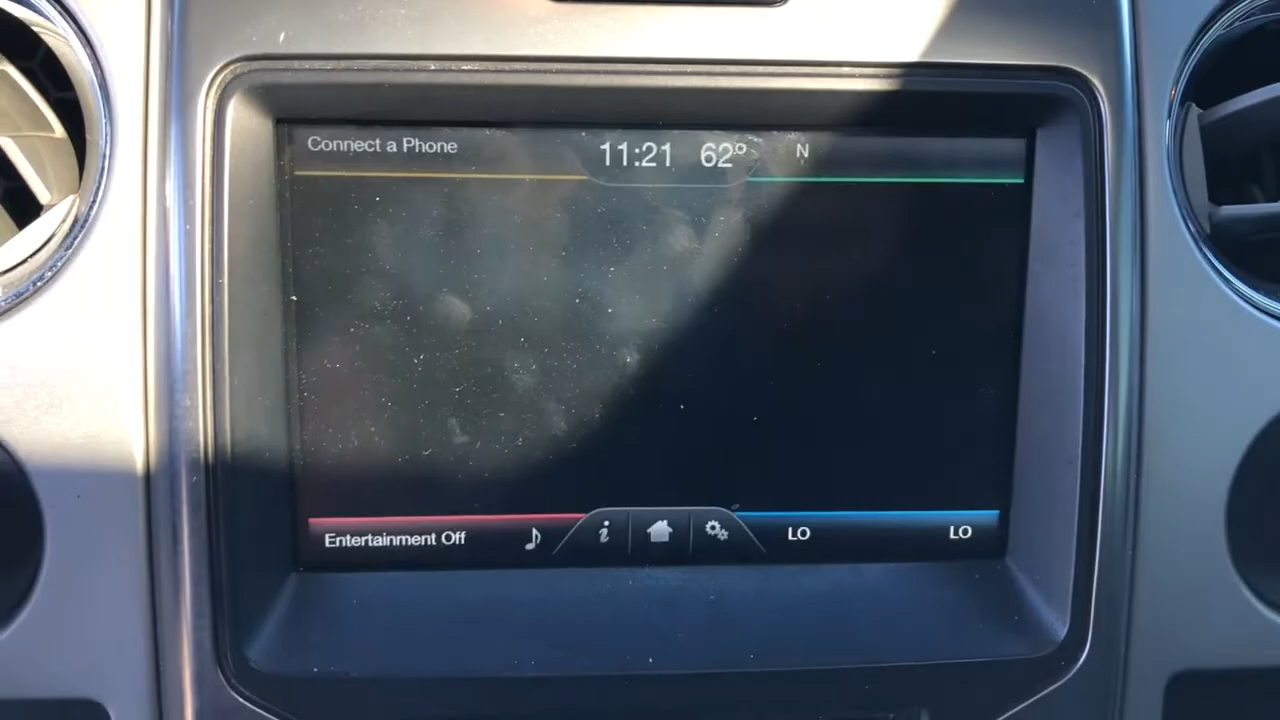 Connect a Phone
11:21 62° N
Entertainment Off
i
LO LO